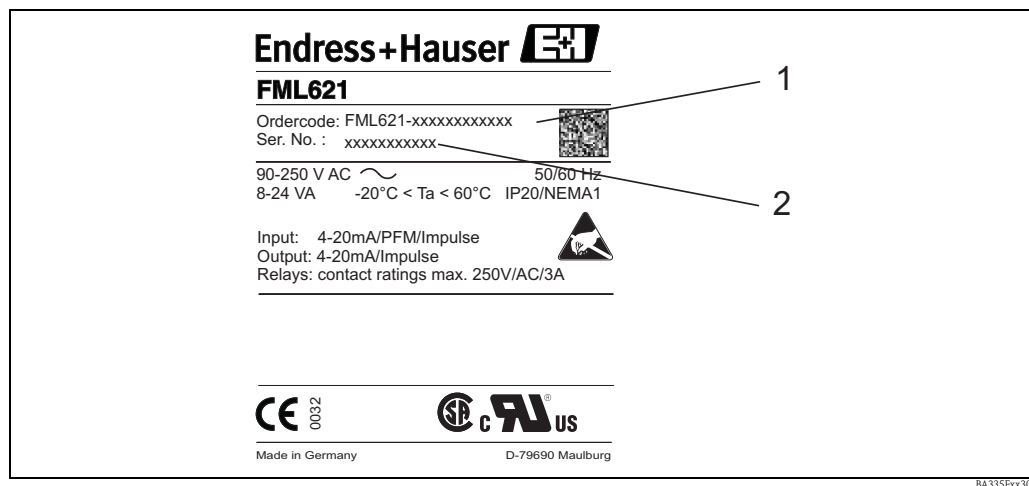 Endress+Hauser
FML621
Ordercode: FML621-xxxxxxxxxxxx
Ser. No. : xxxxxxxxxxx
1
2
90-250 V AC 50/60 Hz
8-24 VA -20°C < Ta < 60°C IP20/NEMA1
Input: 4-20mA/PFM/Impulse
Output: 4-20mA/Impulse
Relays: contact ratings max. 250V/AC/3A
CE 0032 SA C RU ® US
Made in Germany D-79690 Maulburg